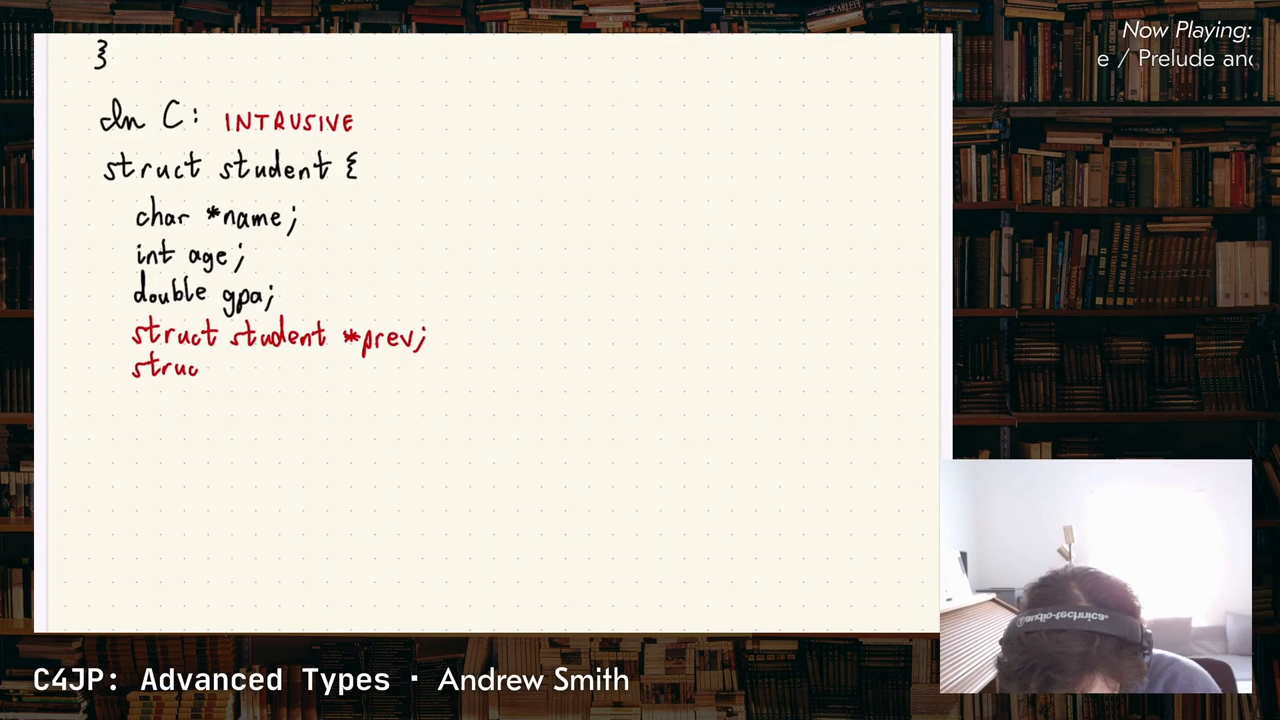 Now Playing:
e / Prelude and
}
In C: INTRUSIVE
struct student {
char *name;
int age;
double gpa;
struct student *prev;
struc
audio-technica
C4JP: Advanced Types · Andrew Smith